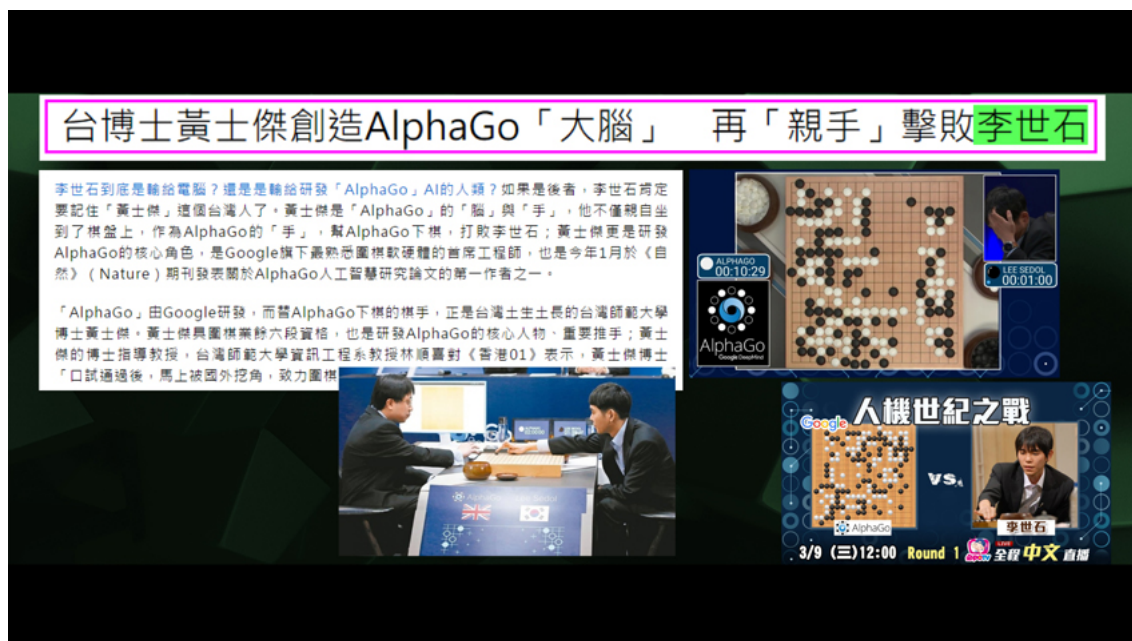 台博士黃士傑創造AlphaGo「大腦」 再「親手」擊敗李世石
李世石到底是輸給電腦？還是是輸給研發「AlphaGo」AI的人類？如果是後者，李世石肯定
要記住「黃士傑」這個台灣人了。黃士傑是「AlphaGo」的「腦」與「手」，他不僅親自坐
到了棋盤上，作為AlphaGo的「手」，幫AlphaGo下棋，打敗李世石；黃士傑更是研發
AlphaGo的核心角色，是Google旗下最熟悉圍棋軟硬體的首席工程師，也是今年1月於《自
然》（Nature）期刊發表關於AlphaGo人工智慧研究論文的第一作者之一。
「AlphaGo」由Google研發，而替AlphaGo下棋的棋手，正是台灣土生土長的台灣師範大學
博士黃士傑。黃士傑具圍棋業餘六段資格，也是研發AlphaGo的核心人物、重要推手；黃士
傑的博士指導教授，台灣師範大學資訊工程系教授林順喜對《香港01》表示，黃士傑博士
「口試通過後，馬上被國外挖角，致力圍棋
ALPHAGO
00:10:29
LEE SEDOL
00:01:00
AlphaGo
Google DeepMind
AlphaGo
Lee Sedol
人機世紀之戰
Google
VS.
AlphaGo
李世石
3/9 (三)12:00 Round 1
LIVE
全程中文直播